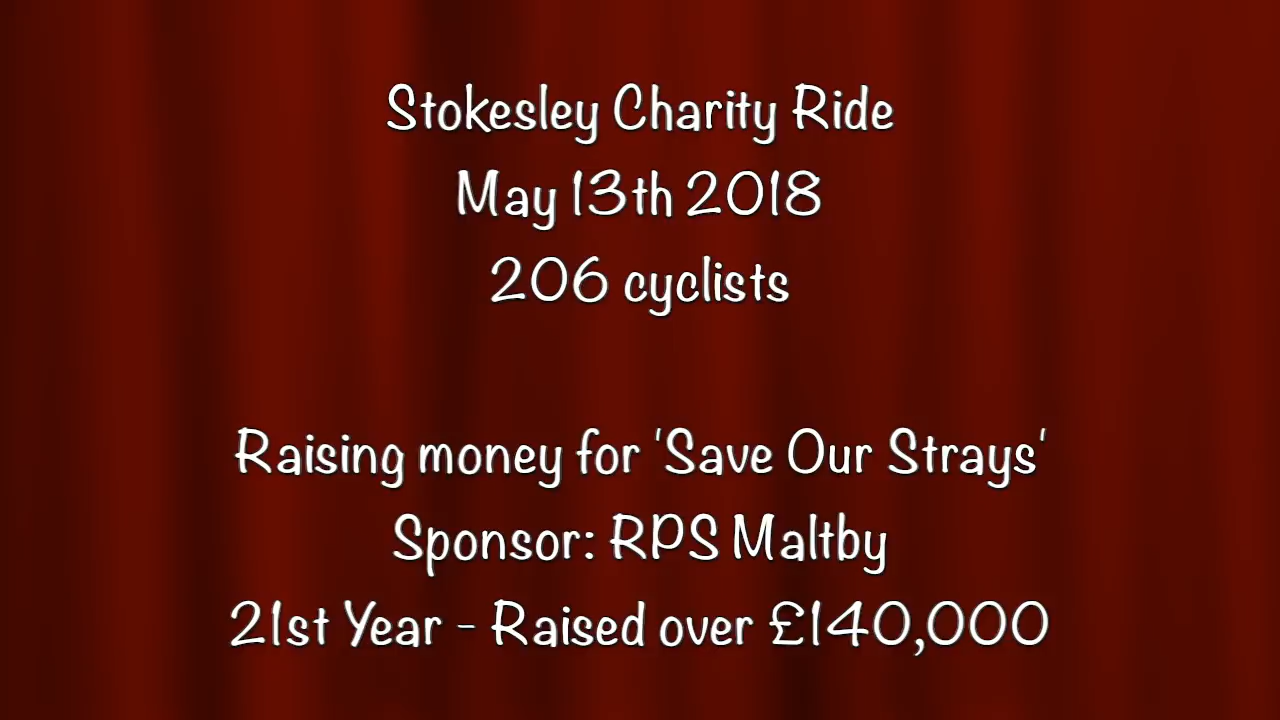 Stokesley Charity Ride
May 13th 2018
206 cyclists
Raising money for 'Save Our Strays'
Sponsor: RPS Maltby
21st Year - Raised over £140,000